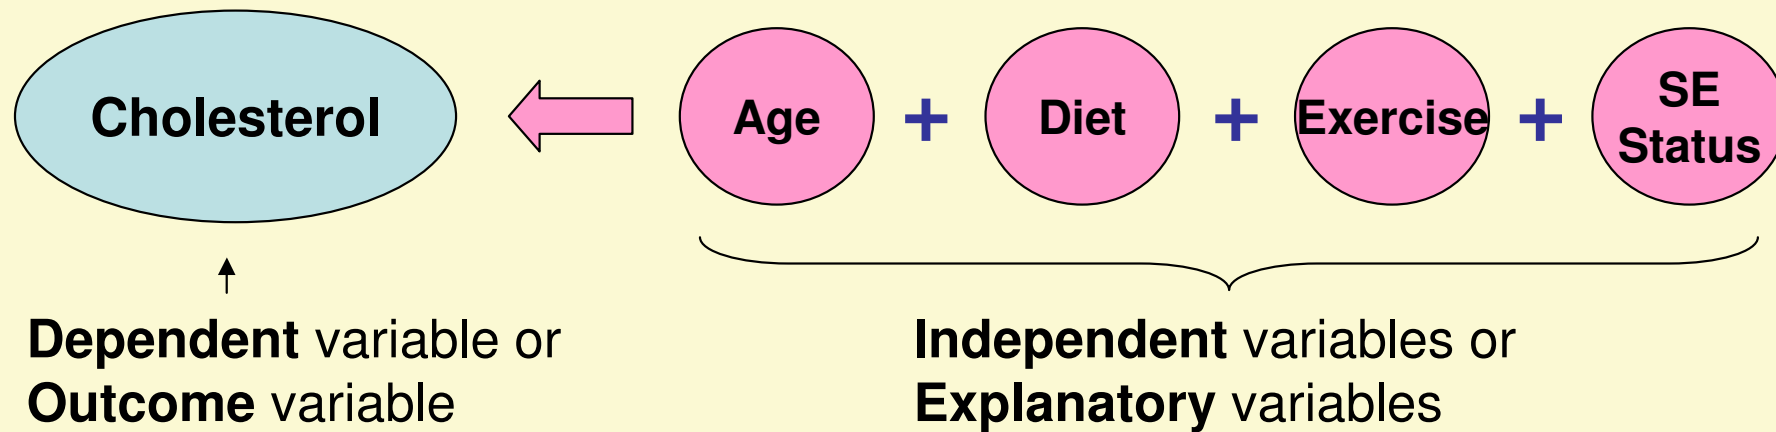 Cholesterol
Age + Diet + Exercise + SE
Status
Dependent variable or
Outcome variable
Independent variables or
Explanatory variables